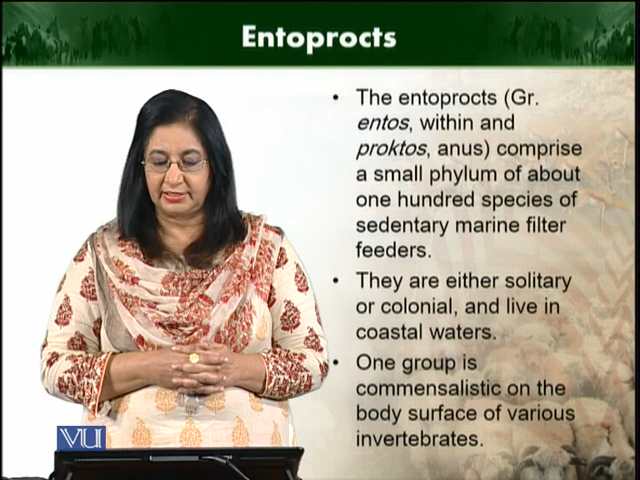 Entoprocts
• The entoprocts (Gr.
entos, within and
proktos, anus) comprise
a small phylum of about
one hundred species of
sedentary marine filter
feeders.
• They are either solitary
or colonial, and live in
coastal waters.
• One group is
commensalistic on the
body surface of various
invertebrates.
VU